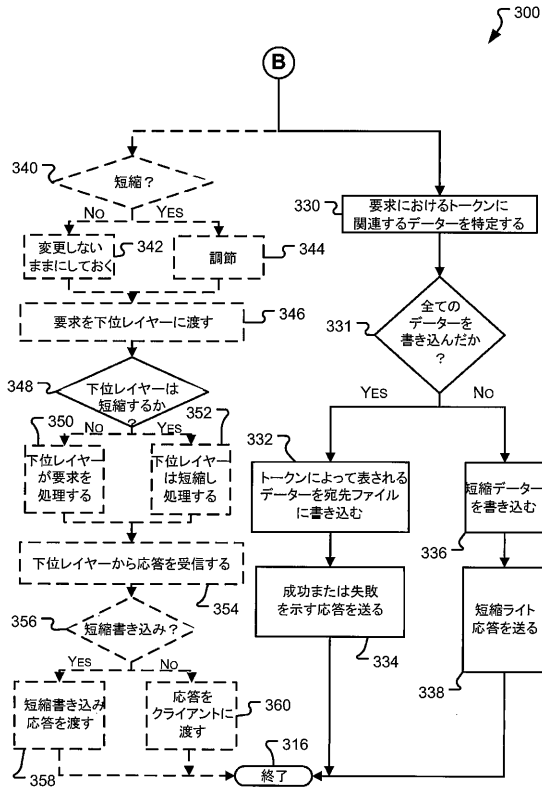 300
B
340
短縮？
NO
YES
変更しない
ままにしておく
342
調節
344
要求を下位レイヤーに渡す
346
348
下位レイヤーは
短縮するか
？
350
NO
YES
352
下位レイヤー
が要求を
処理する
下位レイヤー
は短縮し
処理する
下位レイヤーから応答を受信する
354
356
短縮書き込み？
YES
NO
短縮書き込み
応答を渡す
358
応答を
クライアントに
渡す
360
330
要求におけるトークンに
関連するデーターを特定する
331
全ての
データーを
書き込んだか
？
YES
NO
332
トークンによって表される
データーを宛先ファイル
に書き込む
短縮データー
を書き込む
336
成功または失敗
を示す応答を送る
334
短縮ライト
応答を送る
338
316
終了